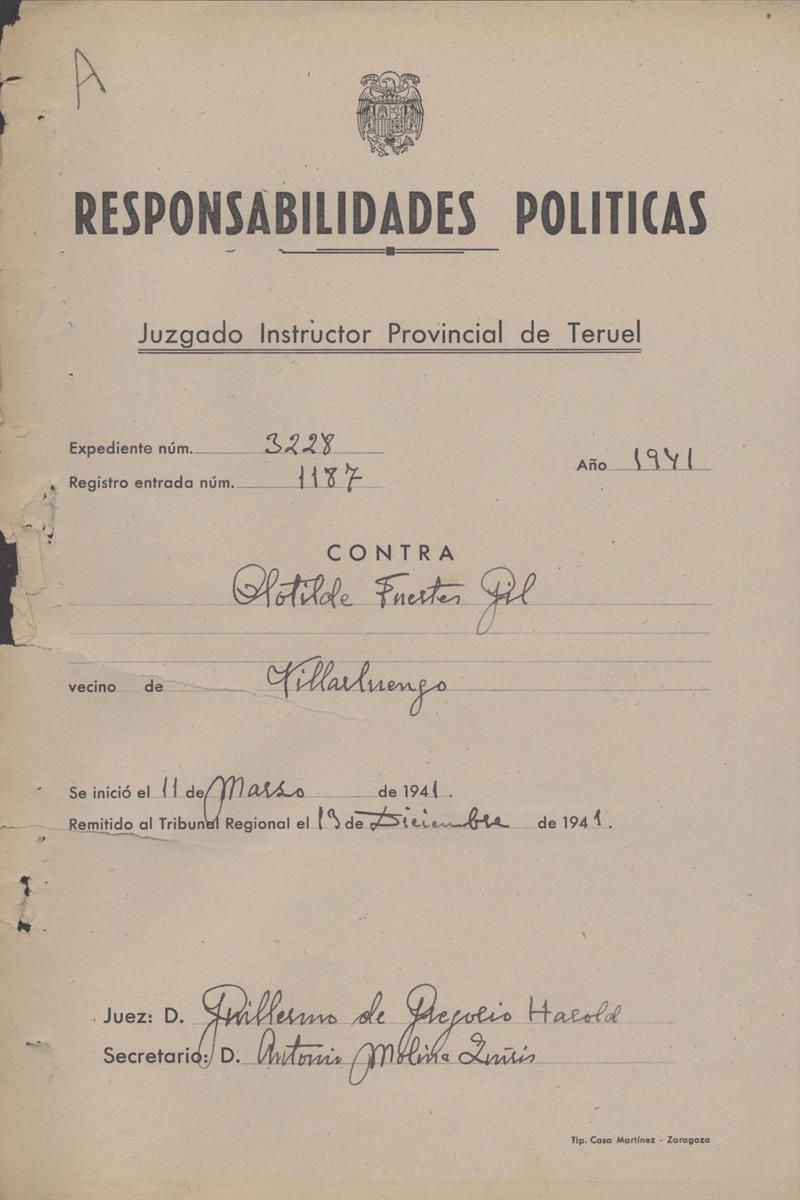 A
RESPONSABILIDADES POLITICAS
Juzgado Instructor Provincial de Teruel
Expediente núm. 3228
Año 1941
Registro entrada núm. 1187
CONTRA
Clotilde Fuertes Gil
vecino de Villarluengo
Se inició el 11 de Marzo de 1941.
Remitido al Tribunal Regional el 13 de Diciembre de 1941.
Juez: D. Guillermo de Gregorio Harold
Secretario: D. Antonio Molina
Tip. Casa Martínez - Zaragoza